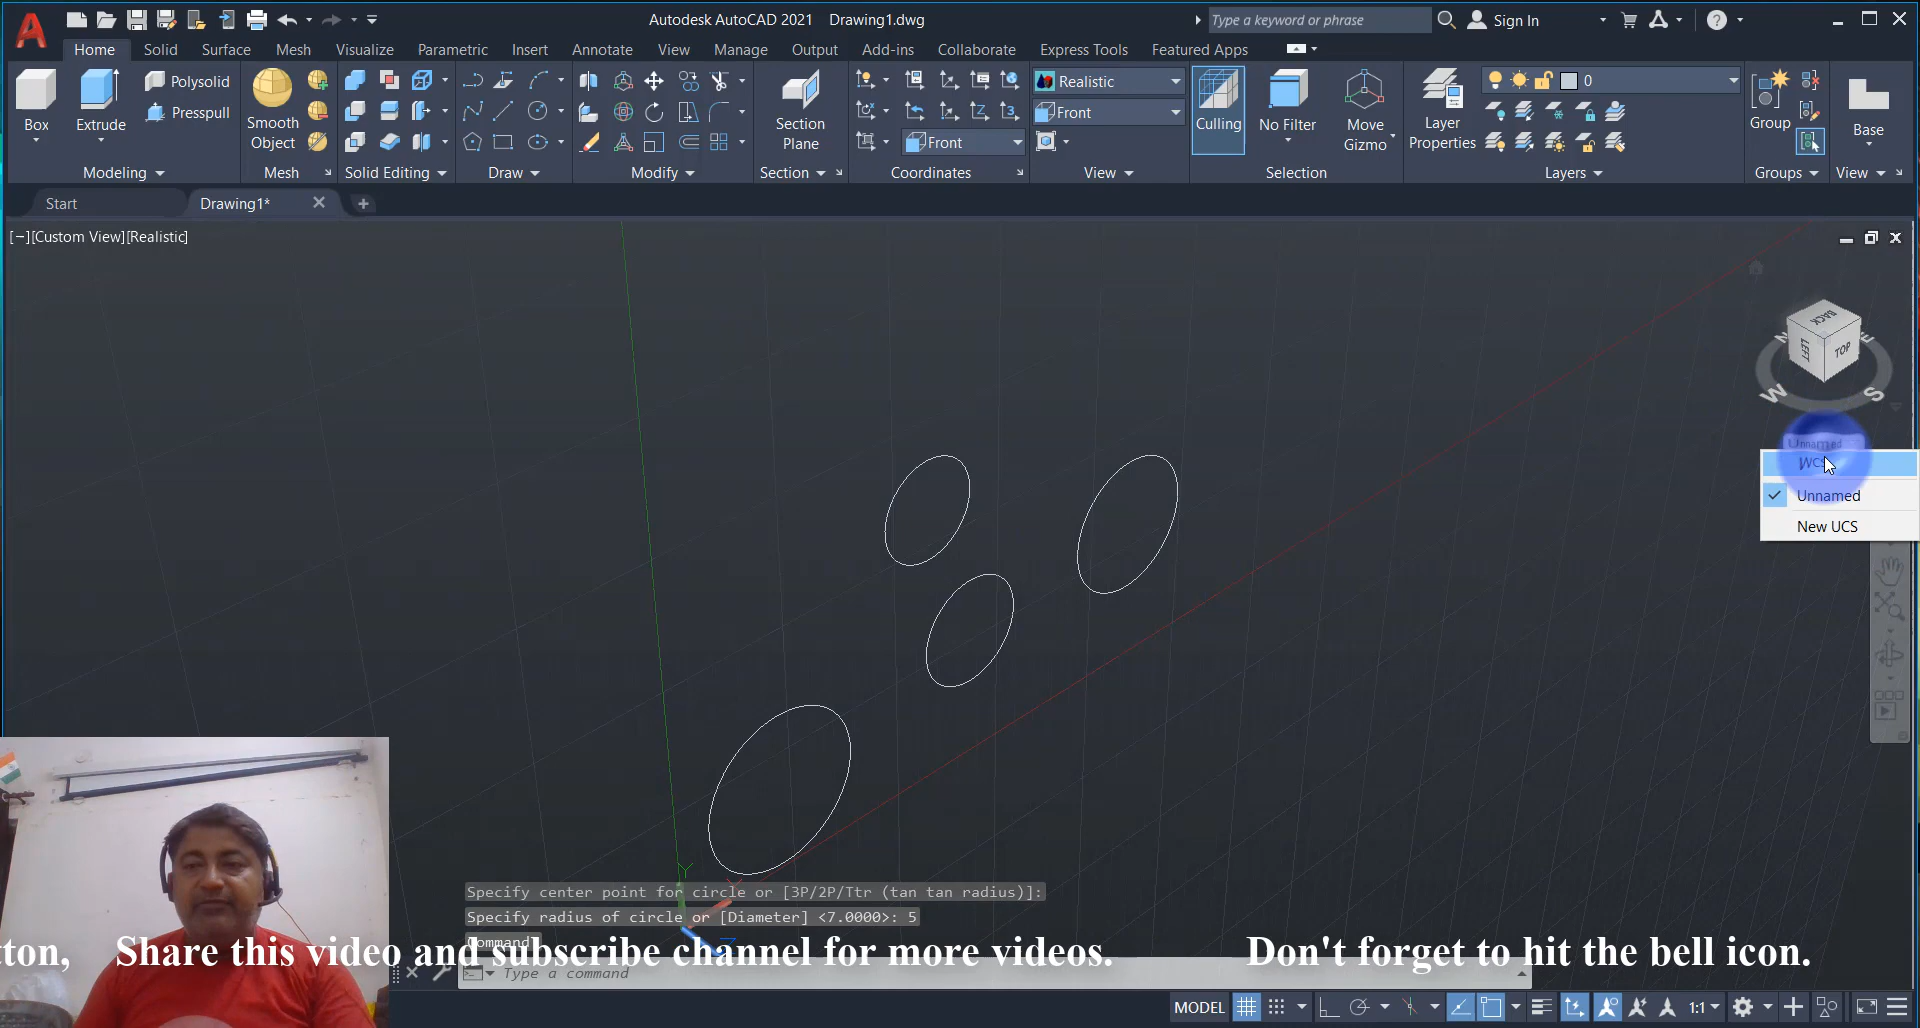 Autodesk AutoCAD 2021 Drawing1.dwg
Type a keyword or phrase
Sign In
Home Solid Surface Mesh Visualize Parametric Insert Annotate View Manage Output Add-ins Collaborate Express Tools Featured Apps
Box
Extrude
Polysolid
Presspull
Smooth
Object
Section
Plane
Front
Realistic
Front
Culling
No Filter
Move
Gizmo
Layer
Properties
0
Group
Base
Modeling Mesh Solid Editing Draw Modify Section Coordinates View Selection Layers Groups View
Start Drawing1*
[−][Custom View][Realistic]
BACK
LEFT
TOP
N
E
W
S
Unnamed
WCS
Unnamed
New UCS
Y
Z
Specify center point for circle or [3P/2P/Ttr (tan tan radius)]:
Specify radius of circle or [Diameter] <7.0000>: 5
Command:
tton, Share this video and subscribe channel for more videos. Don't forget to hit the bell icon.
Type a command
MODEL
1:1